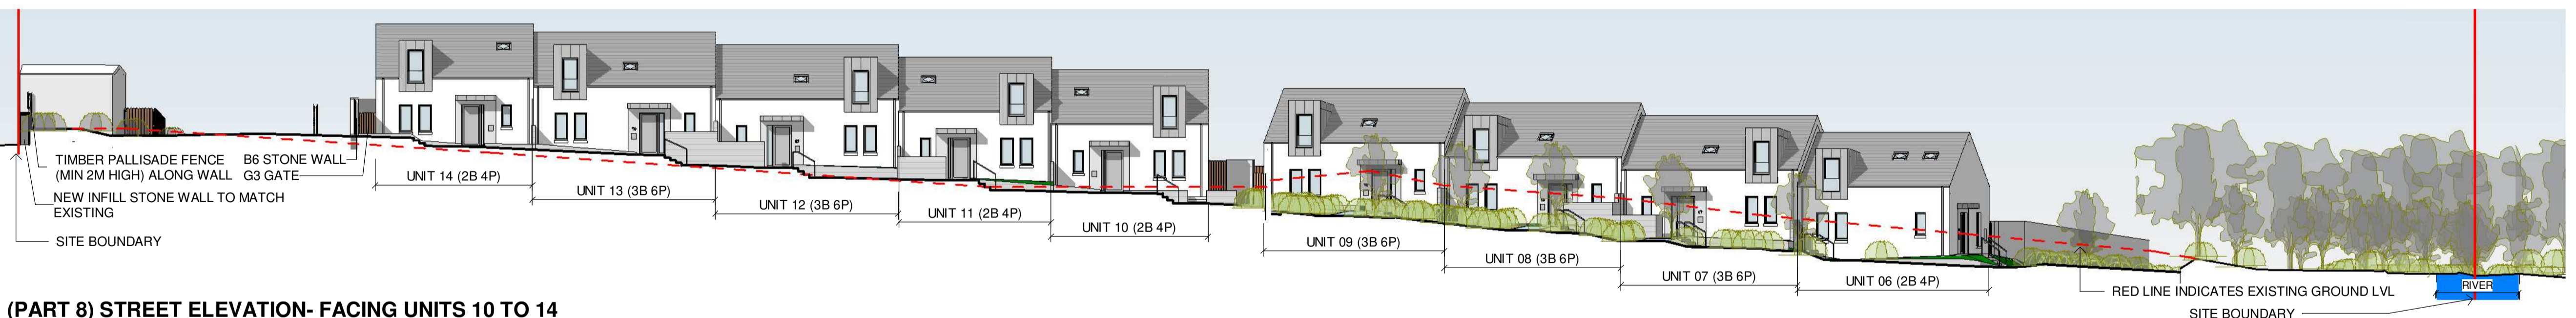 TIMBER PALLISADE FENCE
(MIN 2M HIGH) ALONG WALL
B6 STONE WALL
G3 GATE
NEW INFILL STONE WALL TO MATCH
EXISTING
SITE BOUNDARY
UNIT 14 (2B 4P)
UNIT 13 (3B 6P)
UNIT 12 (3B 6P)
UNIT 11 (2B 4P)
UNIT 10 (2B 4P)
UNIT 09 (3B 6P)
UNIT 08 (3B 6P)
UNIT 07 (3B 6P)
UNIT 06 (2B 4P)
RED LINE INDICATES EXISTING GROUND LVL
RIVER
SITE BOUNDARY
(PART 8) STREET ELEVATION- FACING UNITS 10 TO 14